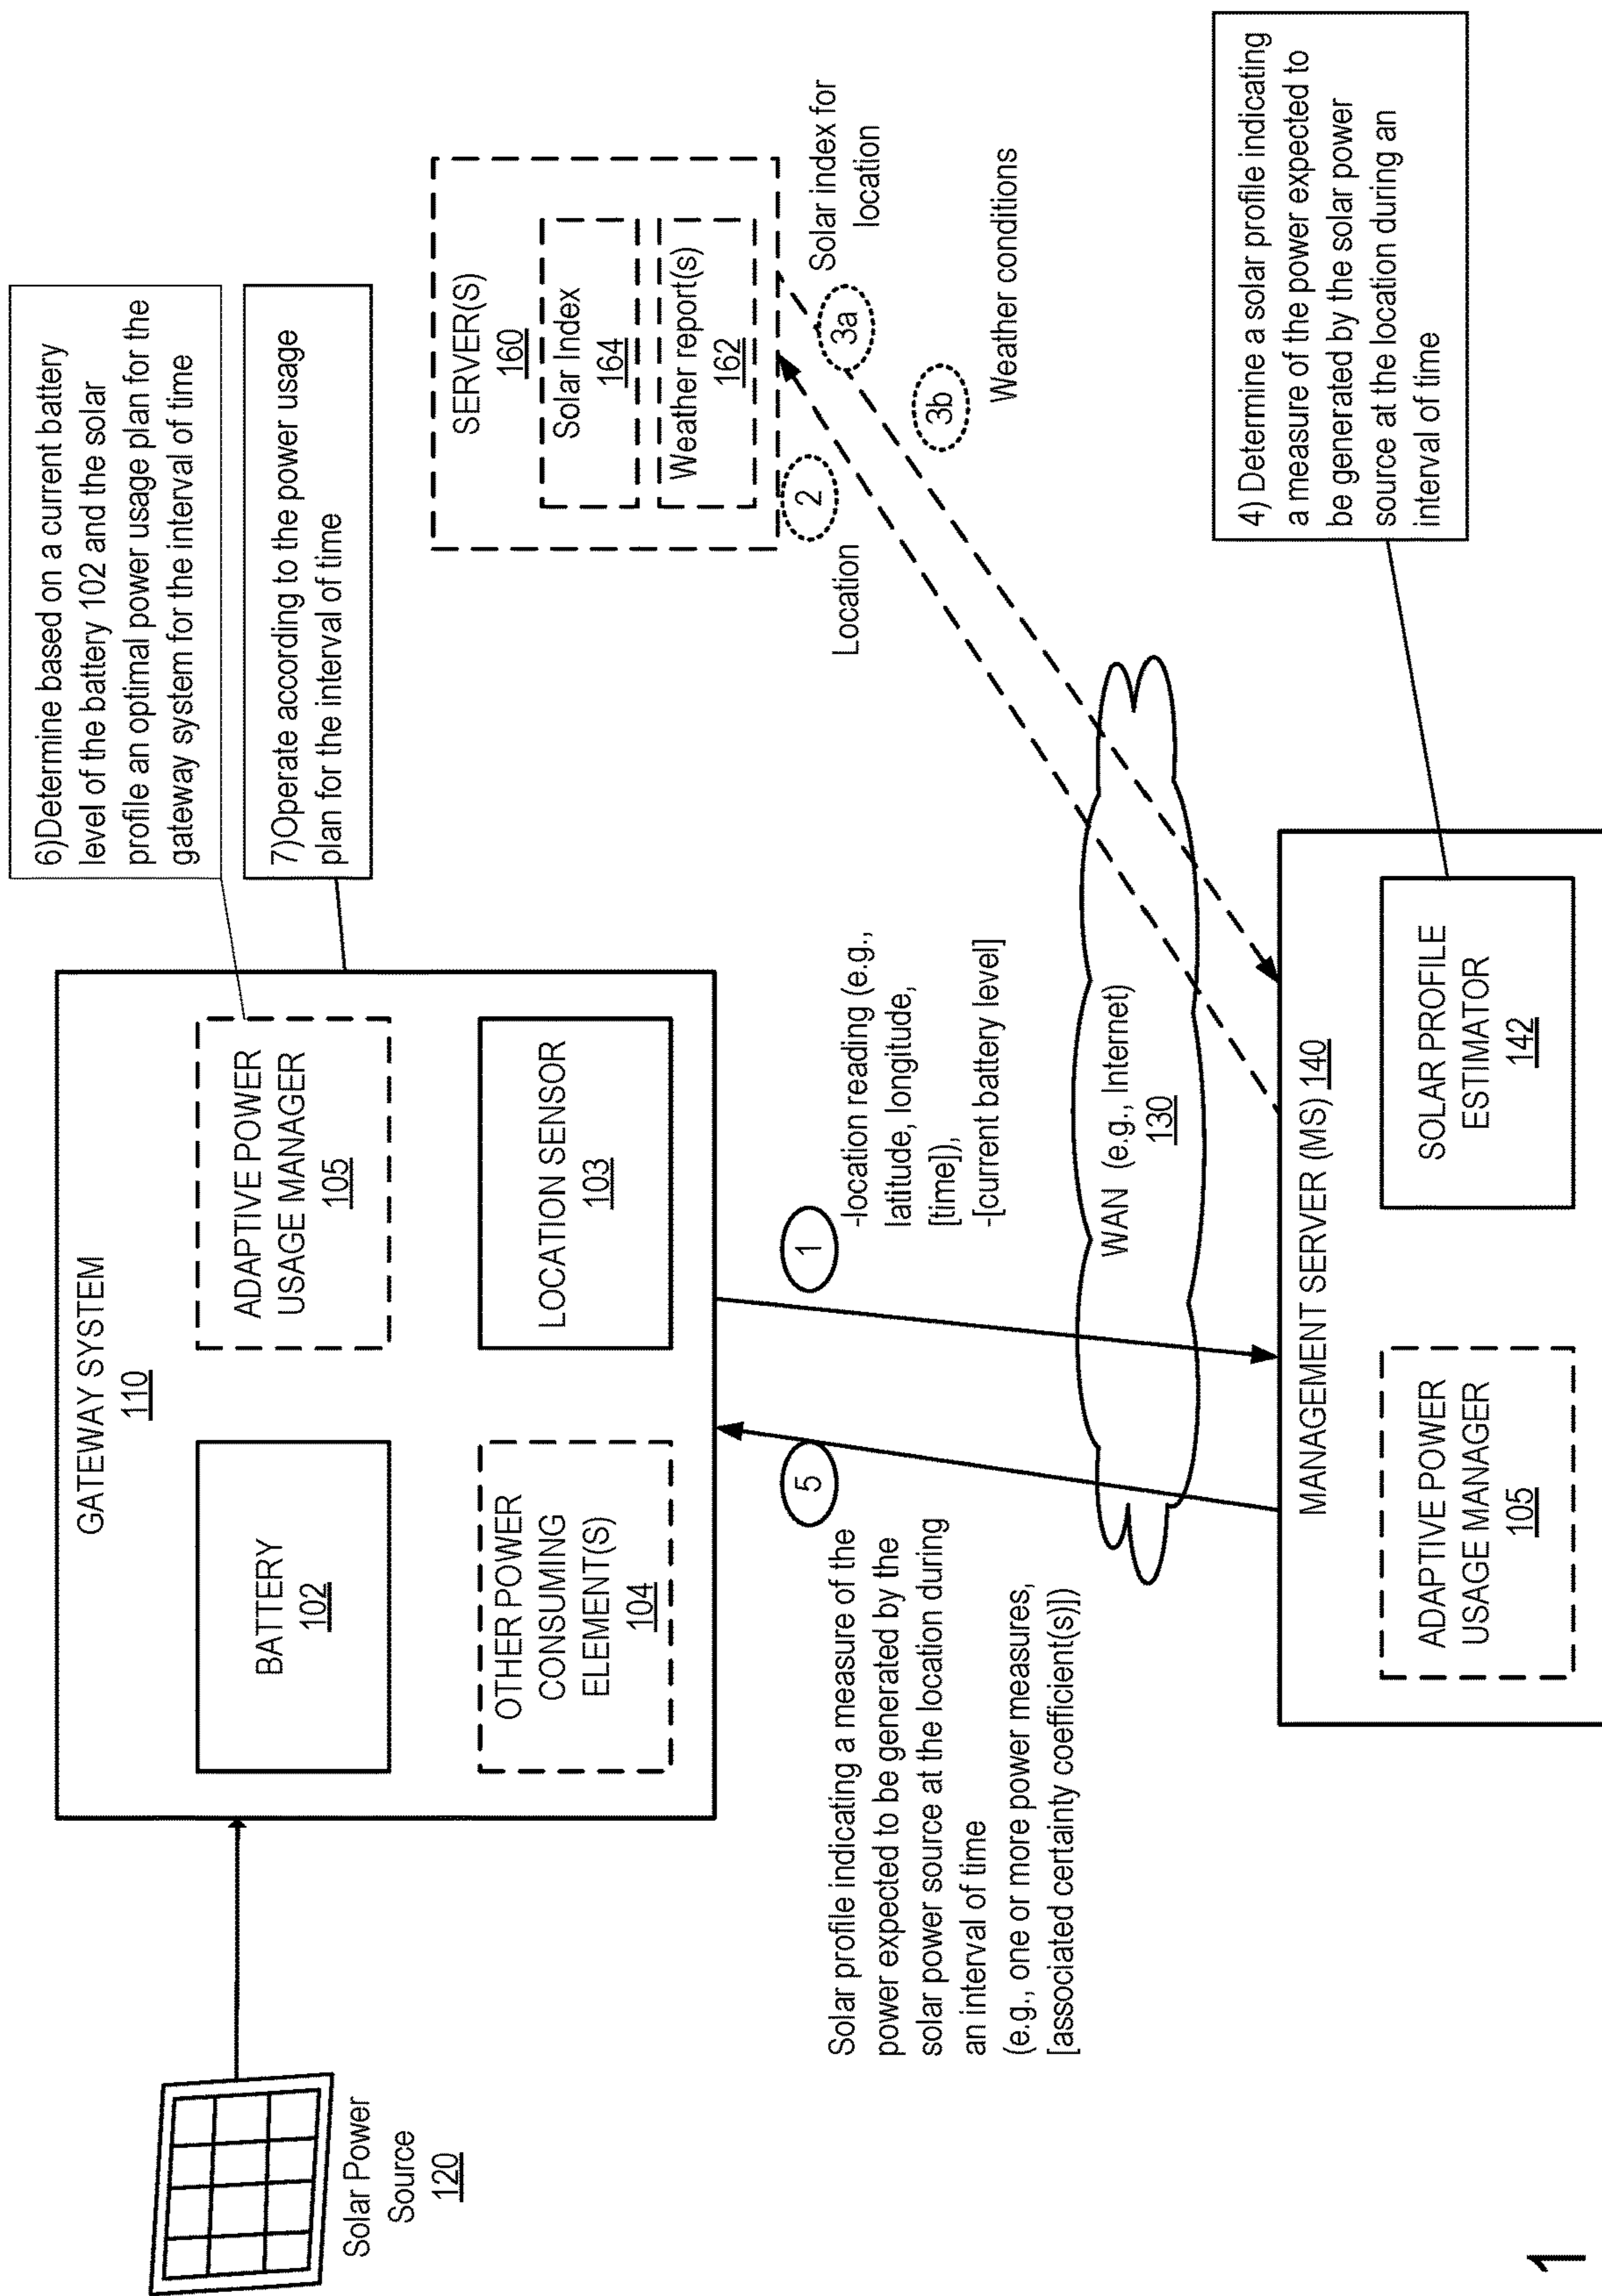 Solar Power
Source
120
GATEWAY SYSTEM
110
BATTERY
102
ADAPTIVE POWER
USAGE MANAGER
105
OTHER POWER
CONSUMING
ELEMENT(S)
104
LOCATION SENSOR
103
6)Determine based on a current battery
level of the battery 102 and the solar
profile an optimal power usage plan for the
gateway system for the interval of time
7)Operate according to the power usage
plan for the interval of time
SERVER(S)
160
Solar Index
164
Weather report(s)
162
2
Location
3a
Solar index for
location
3b
Weather conditions
1
-location reading (e.g.,
latitude, longitude,
[time]),
-[current battery level]
5
Solar profile indicating a measure of the
power expected to be generated by the
solar power source at the location during
an interval of time
(e.g., one or more power measures,
[associated certainty coefficient(s)])
WAN (e.g., Internet)
130
MANAGEMENT SERVER (MS) 140
ADAPTIVE POWER
USAGE MANAGER
105
SOLAR PROFILE
ESTIMATOR
142
4) Determine a solar profile indicating
a measure of the power expected to
be generated by the solar power
source at the location during an
interval of time
1